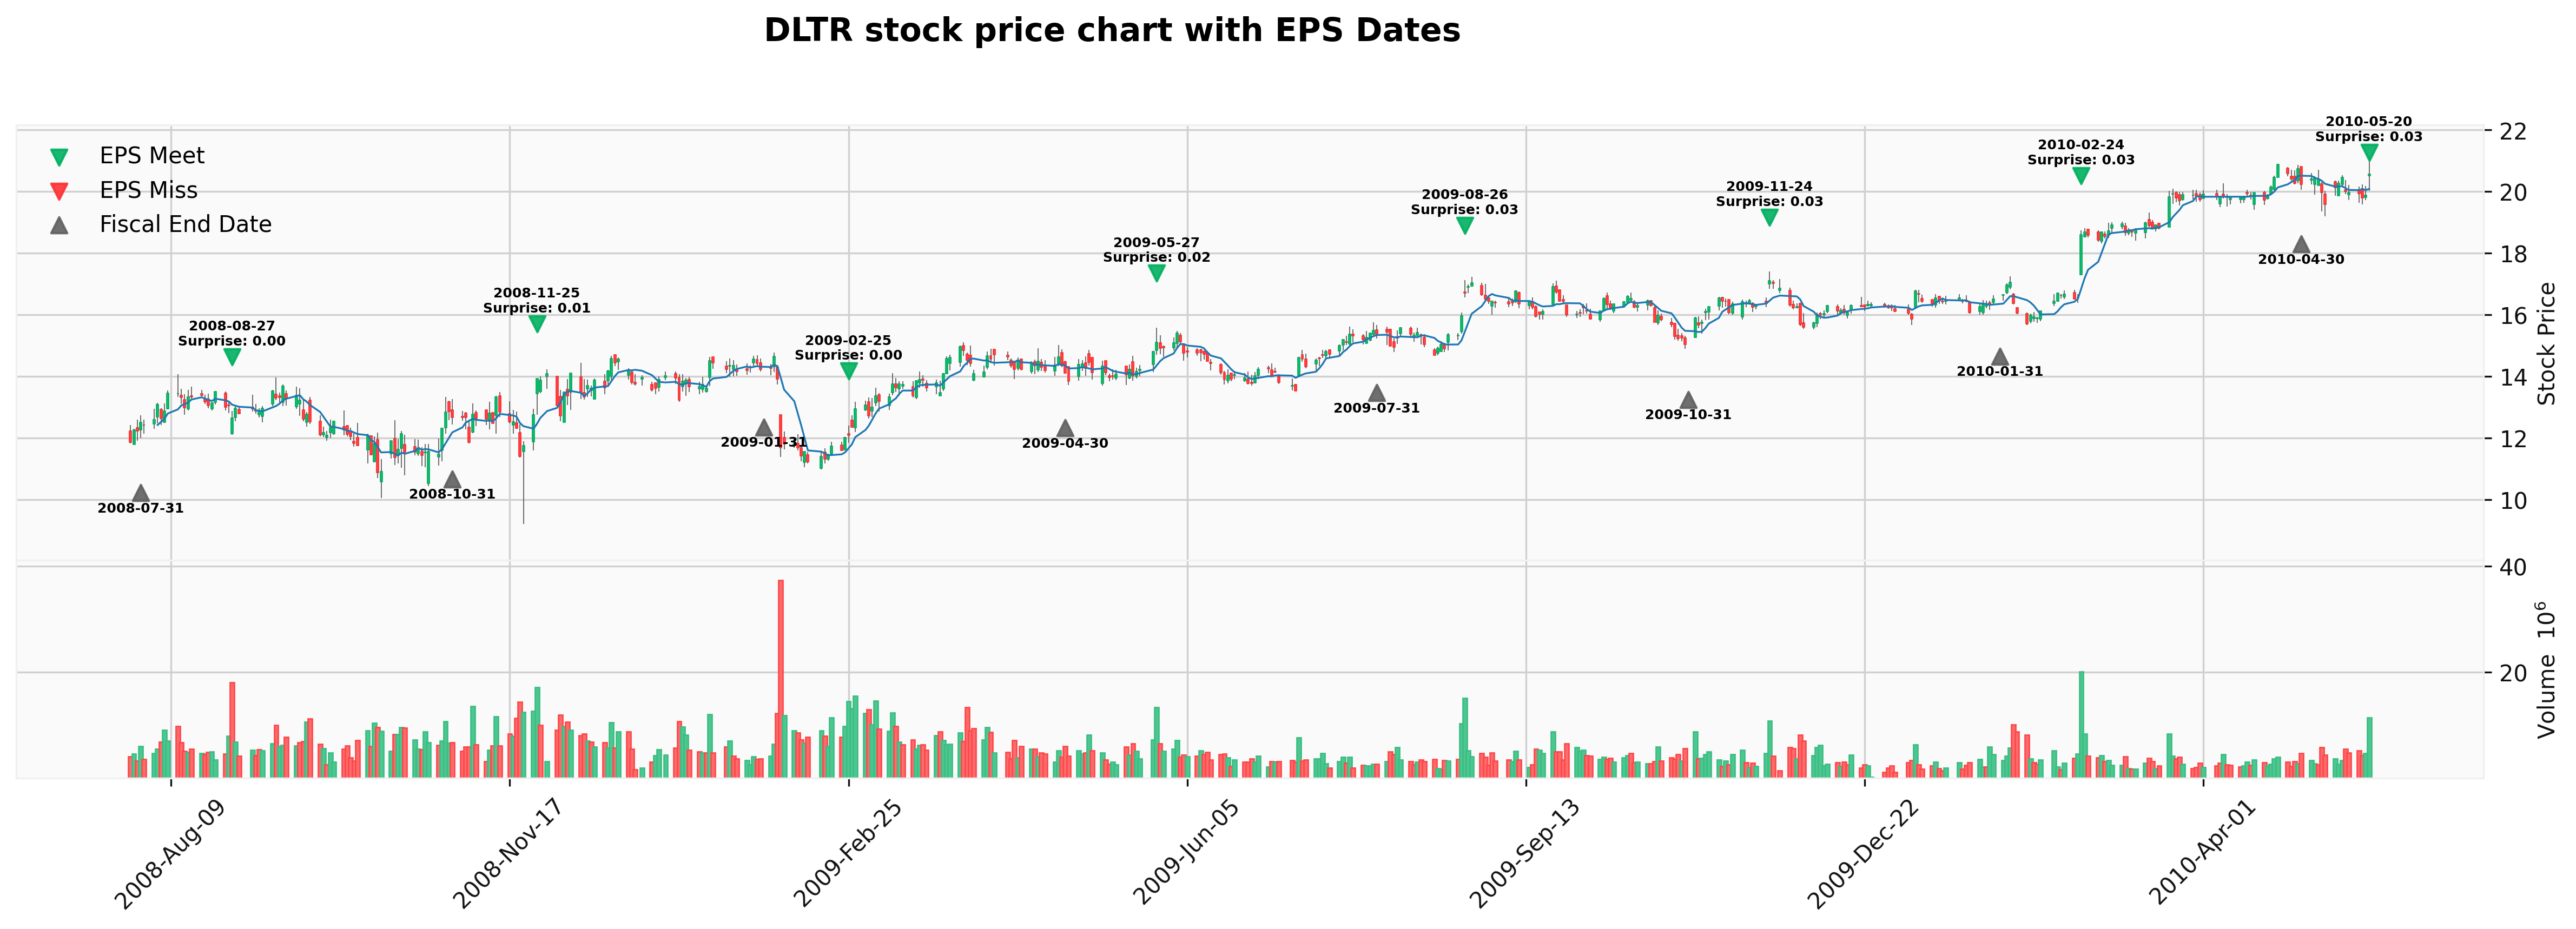 DLTR stock price chart with EPS Dates
EPS Meet
EPS Miss
Fiscal End Date
2008-08-27
Surprise: 0.00
2008-11-25
Surprise: 0.01
2009-02-25
Surprise: 0.00
2009-05-27
Surprise: 0.02
2009-08-26
Surprise: 0.03
2009-11-24
Surprise: 0.03
2010-02-24
Surprise: 0.03
2010-05-20
Surprise: 0.03
2008-07-31
2008-10-31
2009-01-31
2009-04-30
2009-07-31
2009-10-31
2010-01-31
2010-04-30
22
20
18
16
14
12
10
Stock Price
40
20
Volume 10⁶
2008-Aug-09
2008-Nov-17
2009-Feb-25
2009-Jun-05
2009-Sep-13
2009-Dec-22
2010-Apr-01